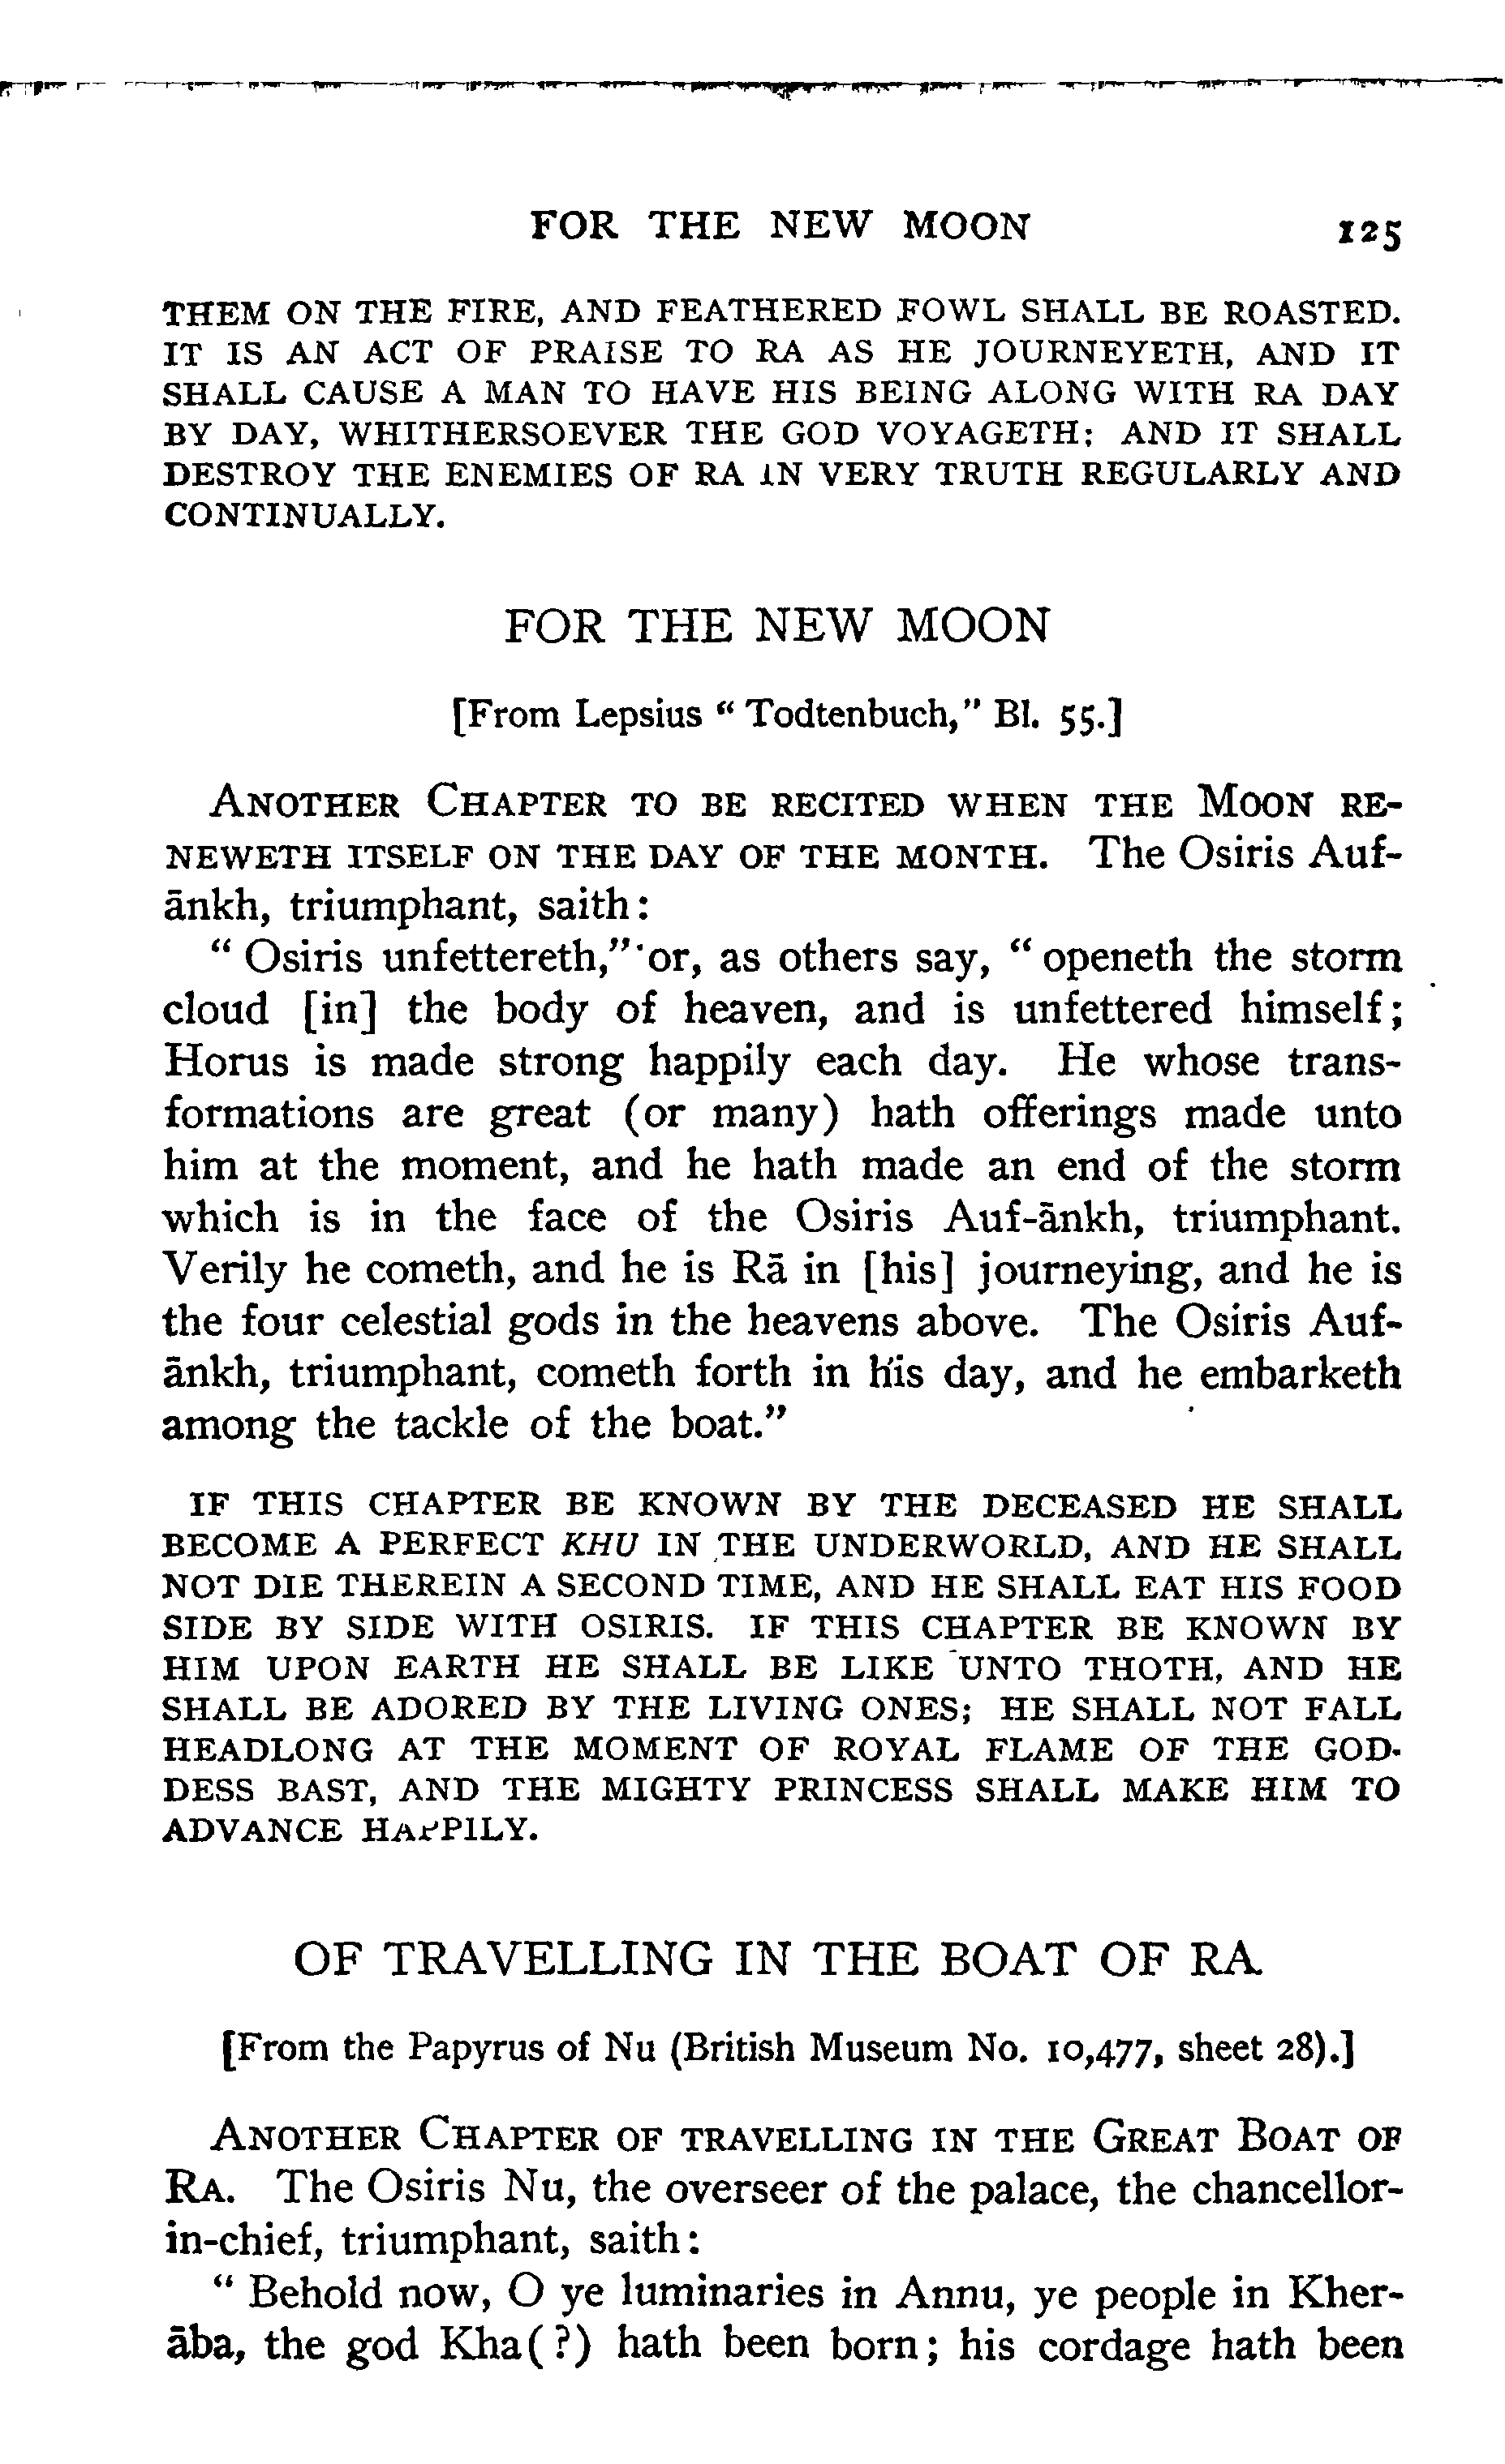 FOR THE NEW MOON 125
THEM ON THE FIRE, AND FEATHERED FOWL SHALL BE ROASTED.
IT IS AN ACT OF PRAISE TO RA AS HE JOURNEYETH, AND IT
SHALL CAUSE A MAN TO HAVE HIS BEING ALONG WITH RA DAY
BY DAY, WHITHERSOEVER THE GOD VOYAGETH: AND IT SHALL
DESTROY THE ENEMIES OF RA IN VERY TRUTH REGULARLY AND
CONTINUALLY.
FOR THE NEW MOON
[From Lepsius “ Todtenbuch,” Bl. 55.]
ANOTHER CHAPTER TO BE RECITED WHEN THE MOON RE-
NEWETH ITSELF ON THE DAY OF THE MONTH. The Osiris Auf-
ānkh, triumphant, saith:
“ Osiris unfettereth,” or, as others say, “ openeth the storm
cloud [in] the body of heaven, and is unfettered himself;
Horus is made strong happily each day. He whose trans-
formations are great (or many) hath offerings made unto
him at the moment, and he hath made an end of the storm
which is in the face of the Osiris Auf-ānkh, triumphant.
Verily he cometh, and he is Rā in [his] journeying, and he is
the four celestial gods in the heavens above. The Osiris Auf-
ānkh, triumphant, cometh forth in his day, and he embarketh
among the tackle of the boat.”
IF THIS CHAPTER BE KNOWN BY THE DECEASED HE SHALL
BECOME A PERFECT KHU IN THE UNDERWORLD, AND HE SHALL
NOT DIE THEREIN A SECOND TIME, AND HE SHALL EAT HIS FOOD
SIDE BY SIDE WITH OSIRIS. IF THIS CHAPTER BE KNOWN BY
HIM UPON EARTH HE SHALL BE LIKE UNTO THOTH, AND HE
SHALL BE ADORED BY THE LIVING ONES; HE SHALL NOT FALL
HEADLONG AT THE MOMENT OF ROYAL FLAME OF THE GOD-
DESS BAST, AND THE MIGHTY PRINCESS SHALL MAKE HIM TO
ADVANCE HAPPILY.
OF TRAVELLING IN THE BOAT OF RA
[From the Papyrus of Nu (British Museum No. 10,477, sheet 28).]
ANOTHER CHAPTER OF TRAVELLING IN THE GREAT BOAT OF
RA. The Osiris Nu, the overseer of the palace, the chancellor-
in-chief, triumphant, saith:
“ Behold now, O ye luminaries in Annu, ye people in Kher-
āba, the god Kha(?) hath been born; his cordage hath been